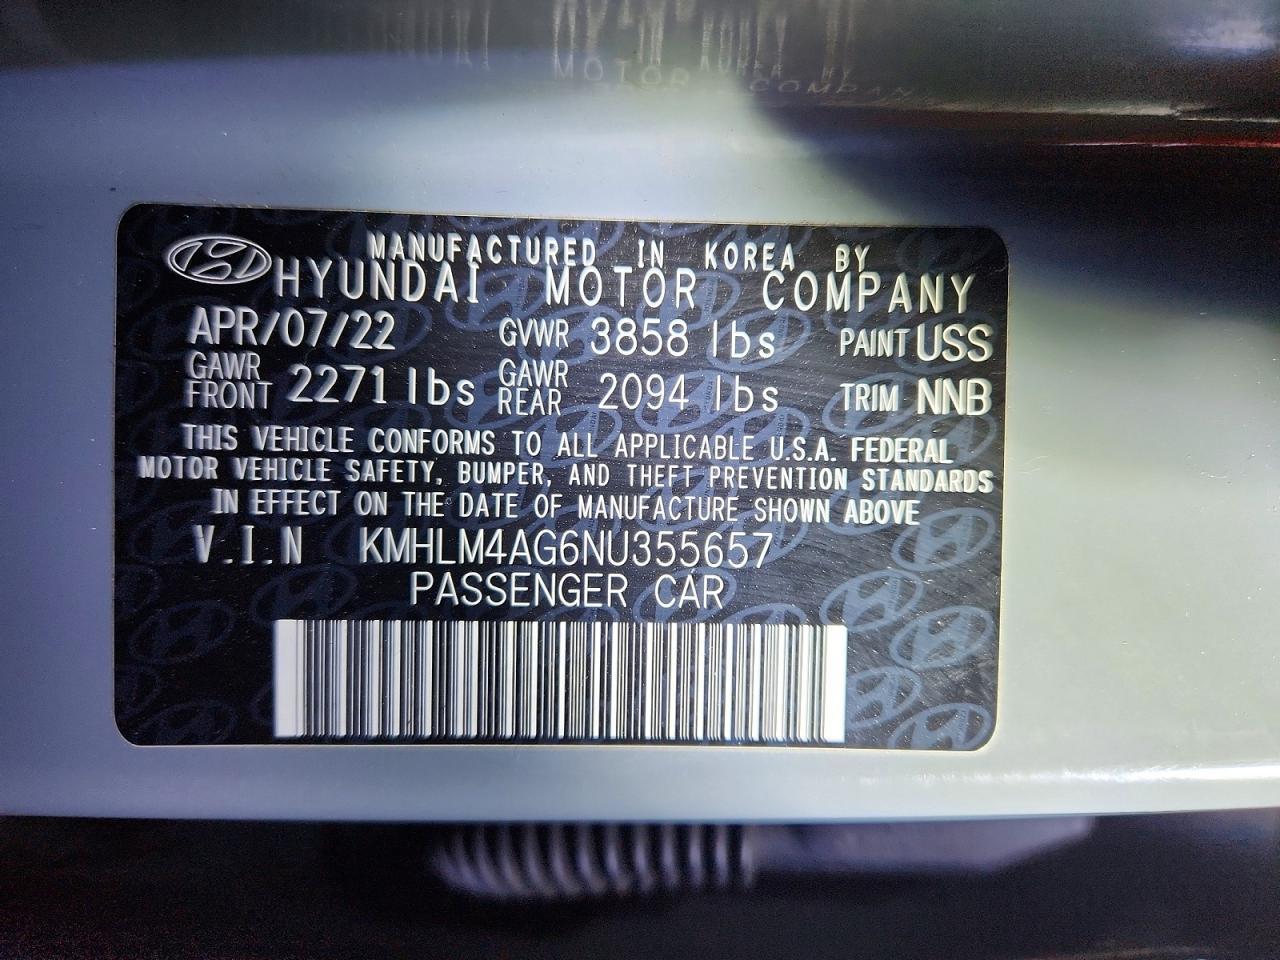 MANUFACTURED IN KOREA BY
HYUNDAI MOTOR COMPANY
APR/07/22 GVWR 3858 lbs PAINT USS
GAWR FRONT 2271 lbs GAWR REAR 2094 lbs TRIM NNB
THIS VEHICLE CONFORMS TO ALL APPLICABLE U.S.A. FEDERAL
MOTOR VEHICLE SAFETY, BUMPER, AND THEFT PREVENTION STANDARDS
IN EFFECT ON THE DATE OF MANUFACTURE SHOWN ABOVE
V.I.N KMHLM4AG6NU355657
PASSENGER CAR